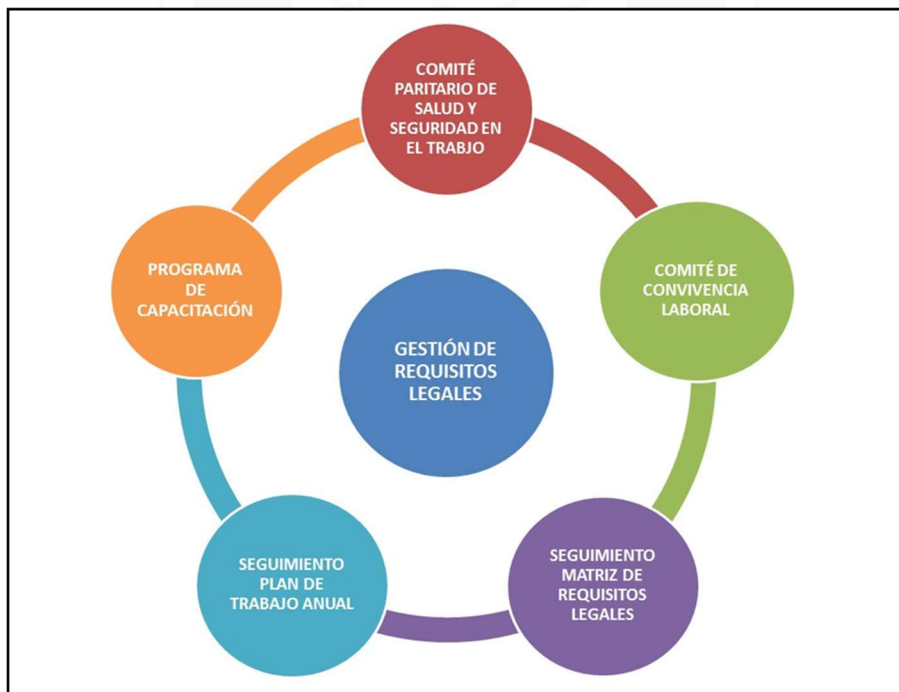 COMITÉ
PARITARIO DE
SALUD Y
SEGURIDAD EN
EL TRABJO
COMITÉ DE
CONVIVENCIA
LABORAL
SEGUIMIENTO
MATRIZ DE
REQUISITOS
LEGALES
SEGUIMIENTO
PLAN DE
TRABAJO ANUAL
PROGRAMA
DE
CAPACITACIÓN
GESTIÓN DE
REQUISITOS
LEGALES